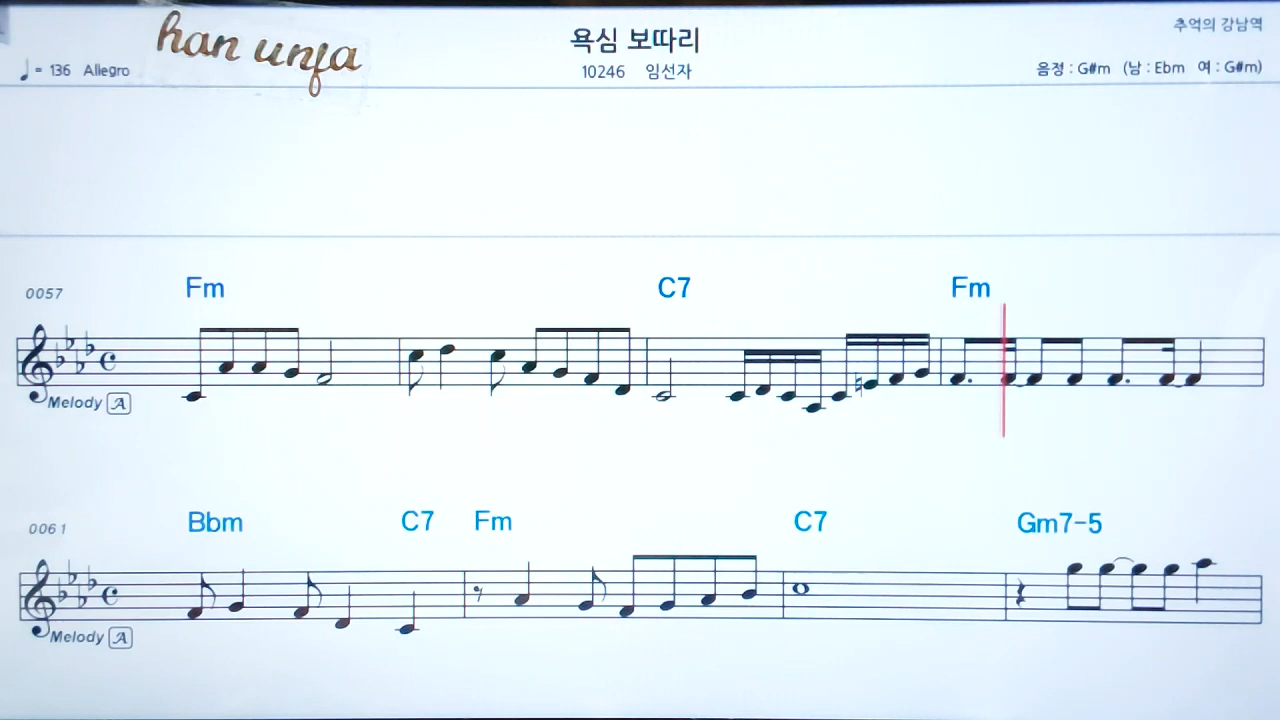 han unja
욕심 보따리
추억의 강남역
♩= 136 Allegro
10246 임선자
음정 : G#m (남 : Ebm 여 : G#m)
0057
Fm C7 Fm
Melody A
0061
Bbm C7 Fm C7 Gm7-5
Melody A